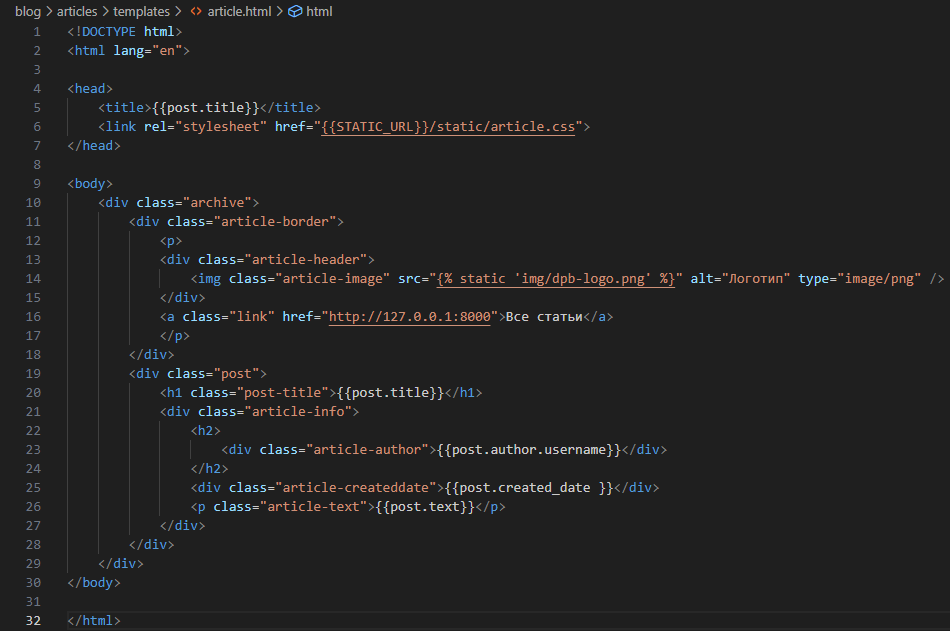 blog > articles > templates > <> article.html > html
1 <!DOCTYPE html>
2 <html lang="en">
3
4 <head>
5     <title>{{post.title}}</title>
6     <link rel="stylesheet" href="{{STATIC_URL}}/static/article.css">
7 </head>
8
9 <body>
10     <div class="archive">
11         <div class="article-border">
12             <p>
13             <div class="article-header">
14                 <img class="article-image" src="{% static 'img/dpb-logo.png' %}" alt="Логотип" type="image/png" />
15             </div>
16             <a class="link" href="http://127.0.0.1:8000">Все статьи</a>
17             </p>
18         </div>
19         <div class="post">
20             <h1 class="post-title">{{post.title}}</h1>
21             <div class="article-info">
22                 <h2>
23                     <div class="article-author">{{post.author.username}}</div>
24                 </h2>
25                 <div class="article-createddate">{{post.created_date }}</div>
26                 <p class="article-text">{{post.text}}</p>
27             </div>
28         </div>
29     </div>
30 </body>
31
32 </html>